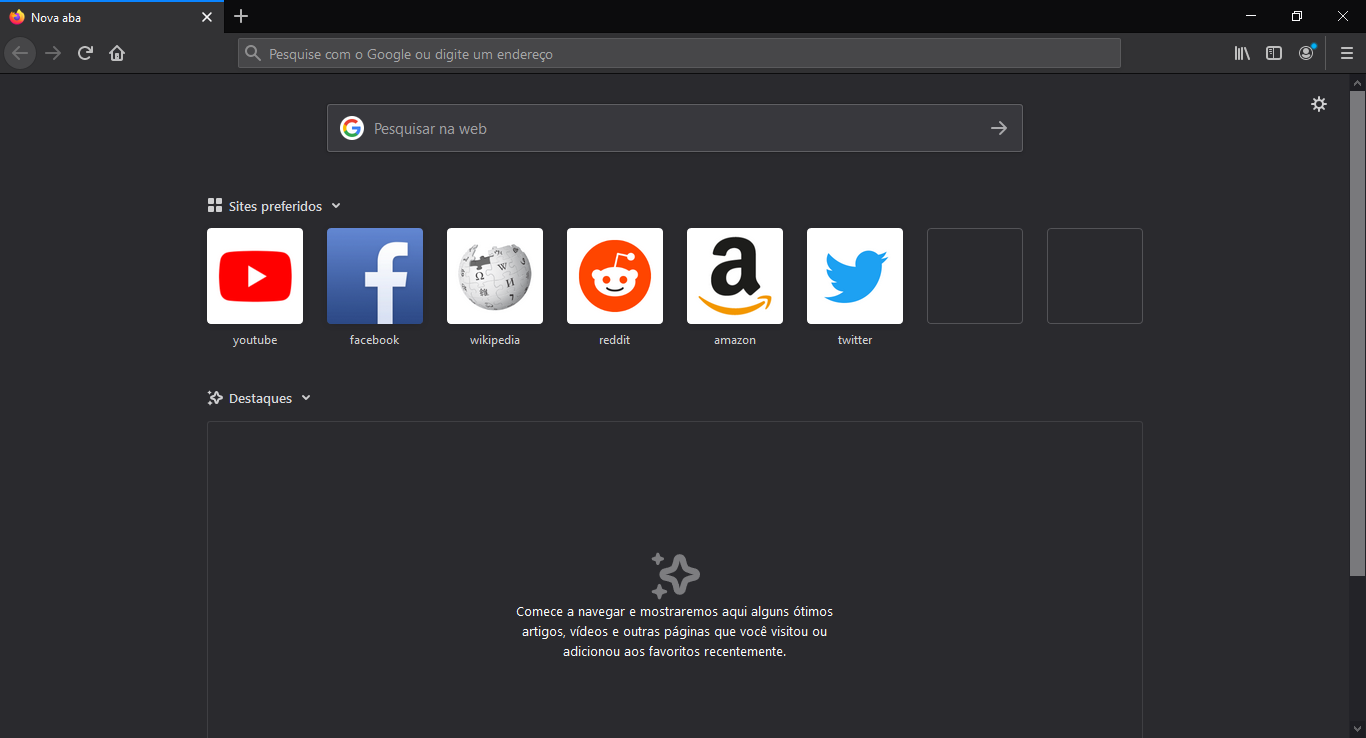 Nova aba
Pesquise com o Google ou digite um endereço
Pesquisar na web
Sites preferidos
youtube
facebook
wikipedia
reddit
amazon
twitter
Destaques
Comece a navegar e mostraremos aqui alguns ótimos
artigos, vídeos e outras páginas que você visitou ou
adicionou aos favoritos recentemente.